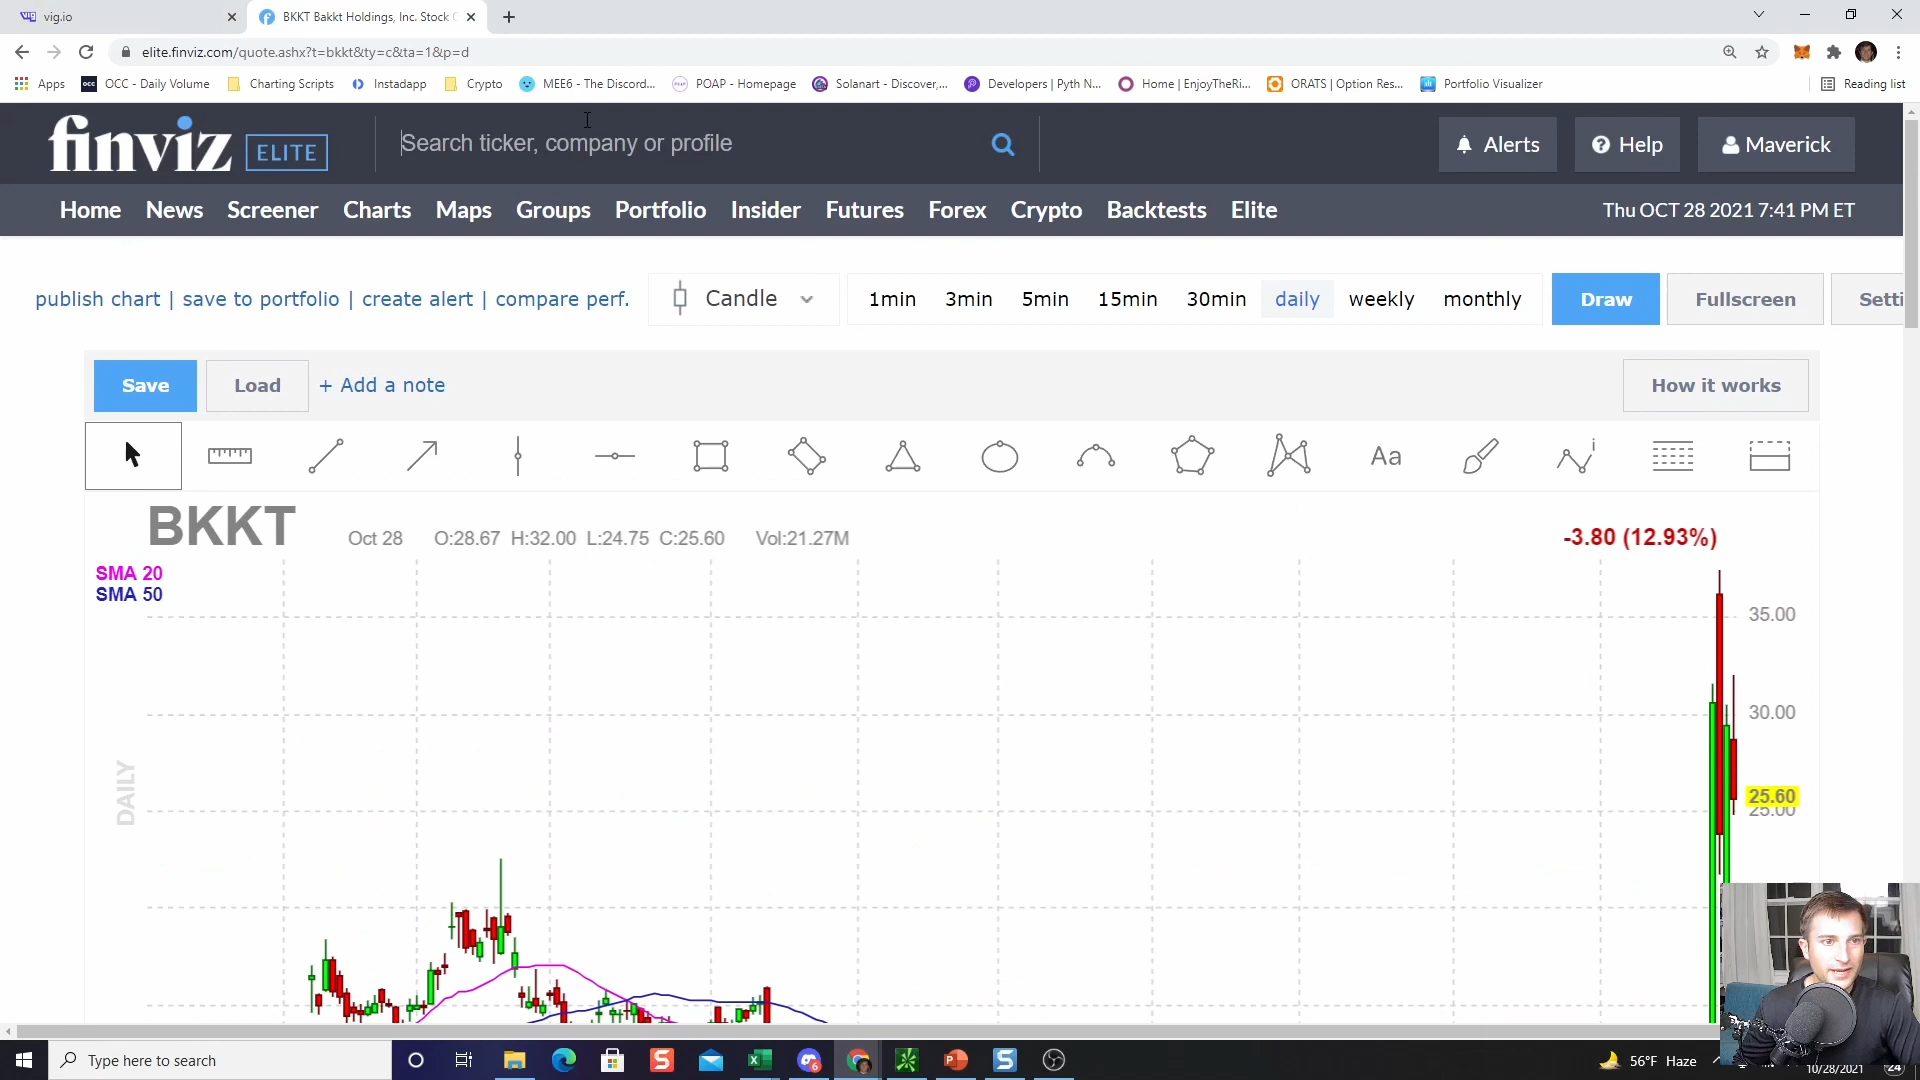 vig.io
BKKT Bakkt Holdings, Inc. Stock
elite.finviz.com/quote.ashx?t=bkkt&ty=c&ta=1&p=d
Apps
OCC - Daily Volume
Charting Scripts
Instadapp
Crypto
MEE6 - The Discord...
POAP - Homepage
Solanart - Discover,...
Developers | Pyth N...
Home | EnjoyTheRi...
ORATS | Option Res...
Portfolio Visualizer
Reading list
finviz ELITE
Search ticker, company or profile
Alerts
Help
Maverick
Home News Screener Charts Maps Groups Portfolio Insider Futures Forex Crypto Backtests Elite
Thu OCT 28 2021 7:41 PM ET
publish chart | save to portfolio | create alert | compare perf.
Candle
1min 3min 5min 15min 30min daily weekly monthly
Draw
Fullscreen
Setti
Save
Load
+ Add a note
How it works
Aa
BKKT
Oct 28 O:28.67 H:32.00 L:24.75 C:25.60 Vol:21.27M
-3.80 (12.93%)
SMA 20
SMA 50
35.00
30.00
25.60
25.00
DAILY
Type here to search
56°F Haze
10/28/2021
24